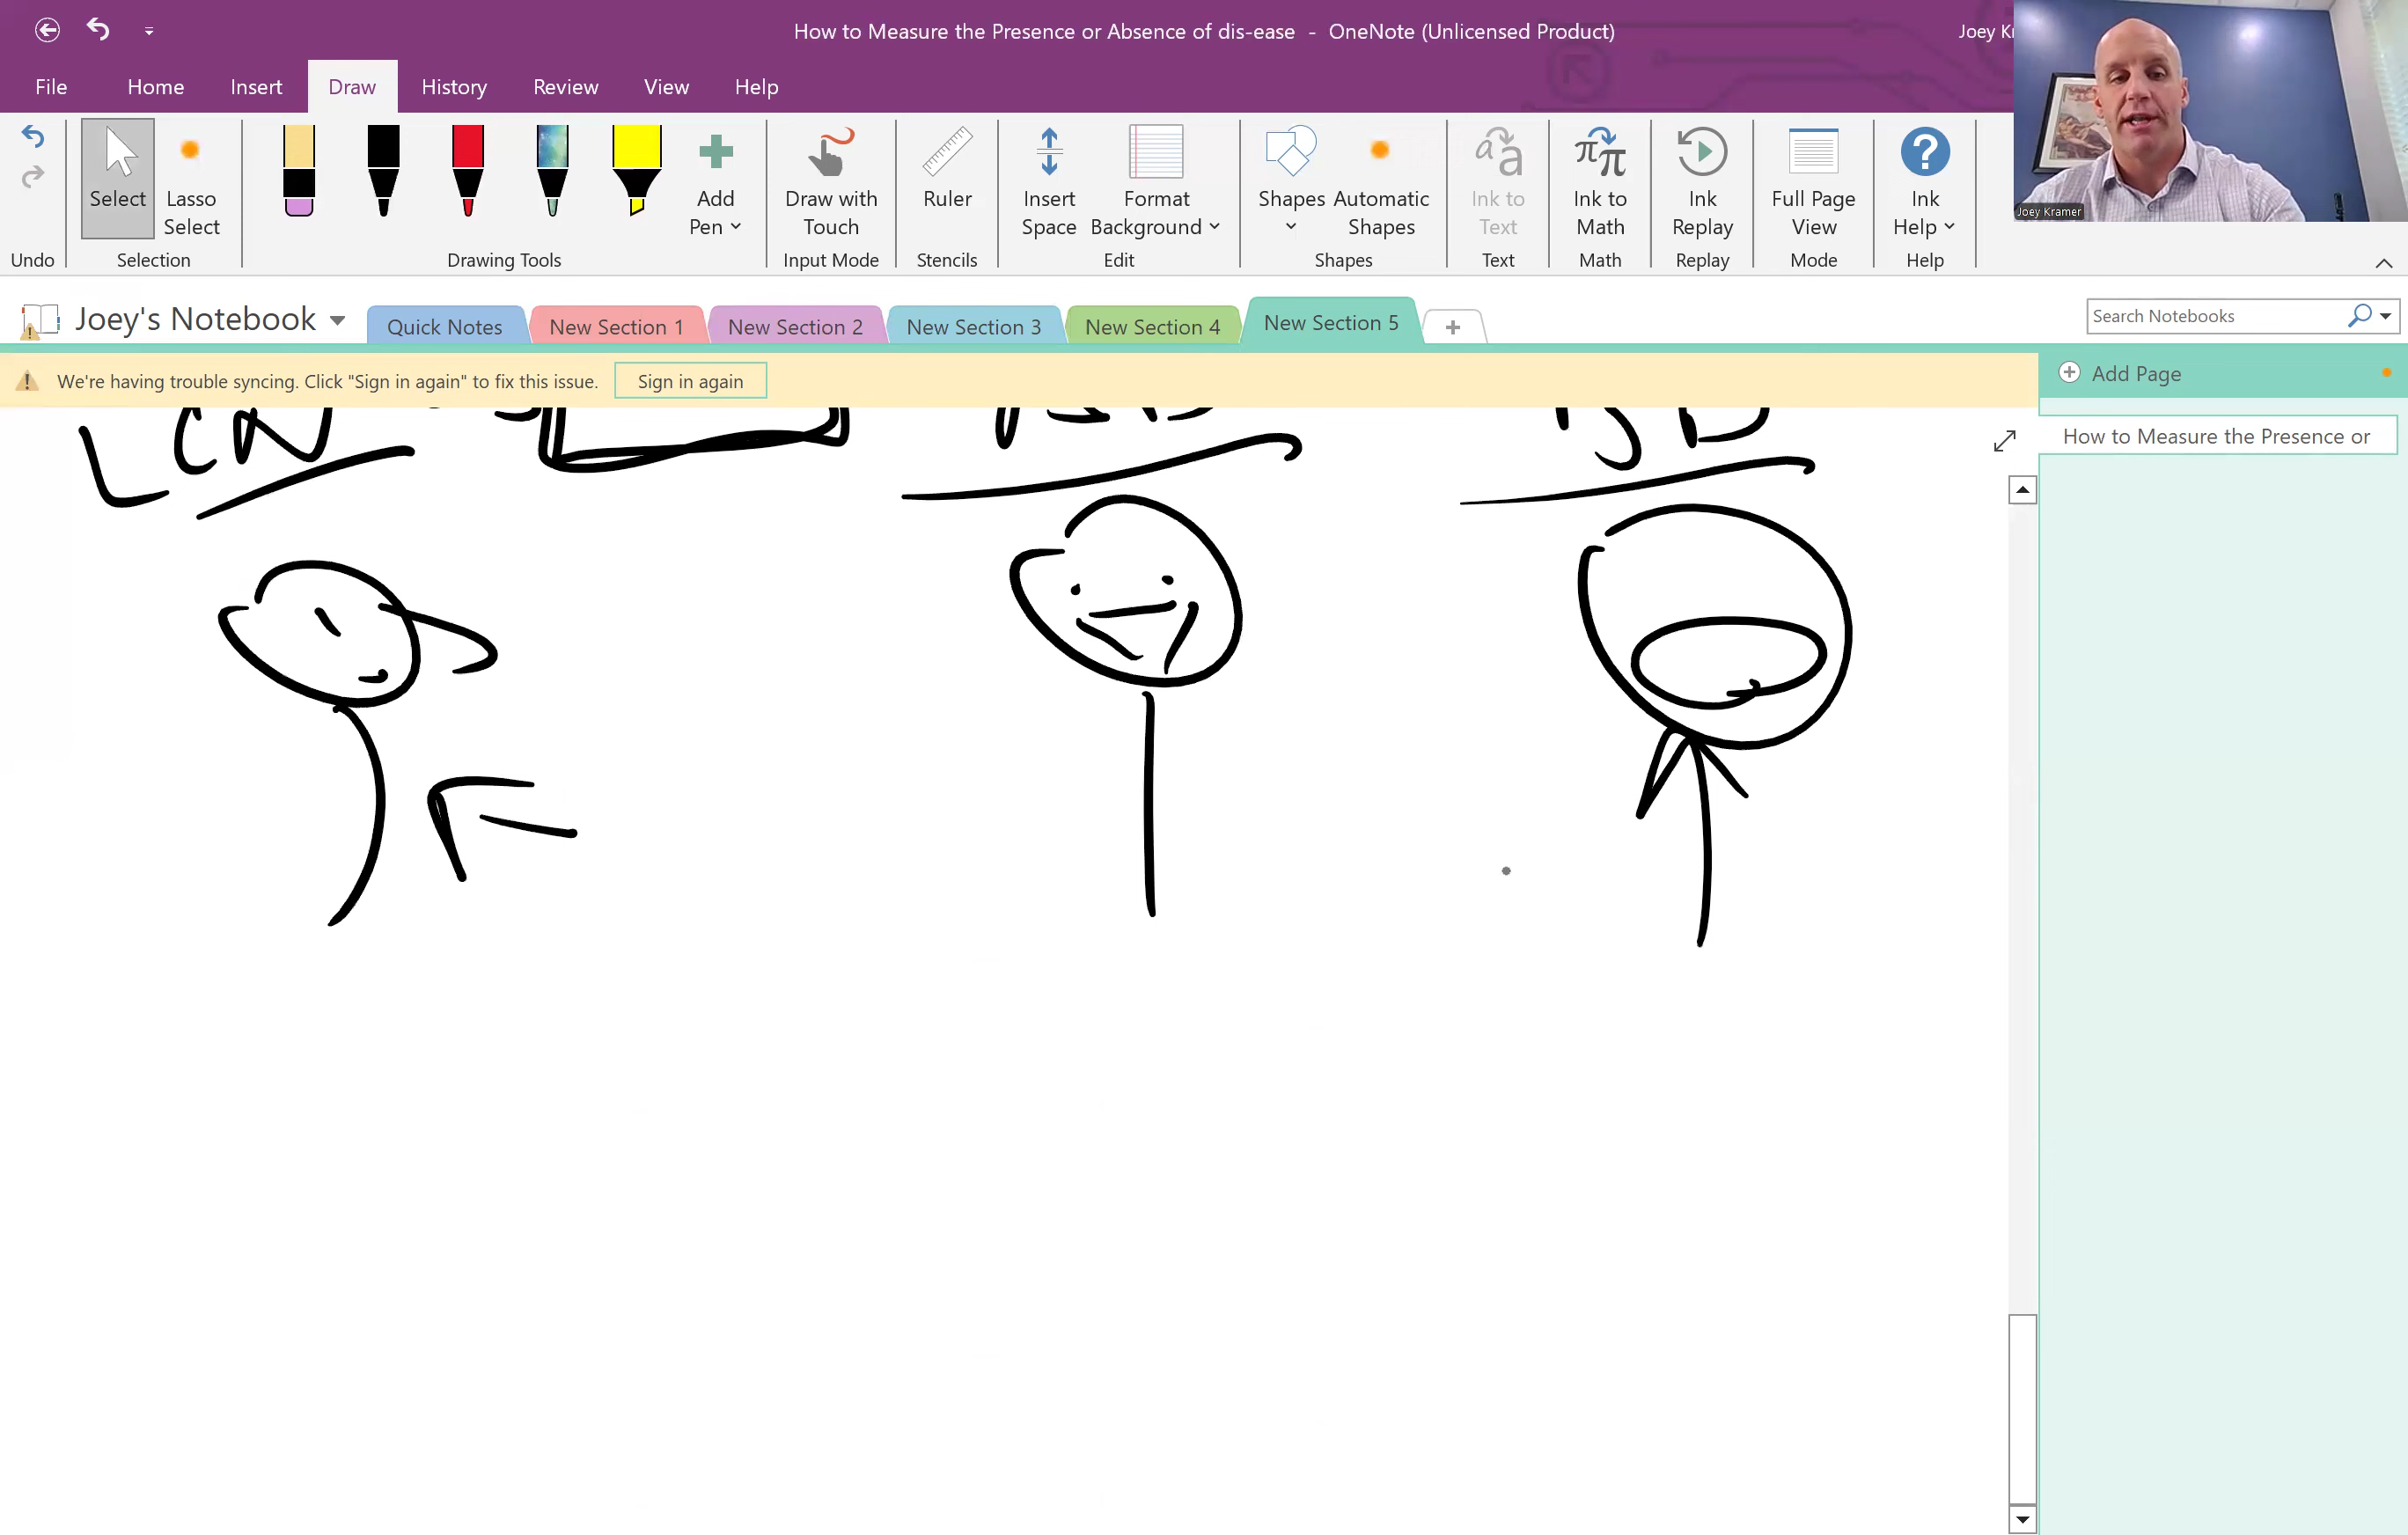 How to Measure the Presence or Absence of dis-ease - OneNote (Unlicensed Product)
Joey Kr
Joey Kramer
File Home Insert Draw History Review View Help
Select
Lasso Select
Add Pen
Draw with Touch
Ruler
Insert Space
Format Background
Shapes
Automatic Shapes
Ink to Text
Ink to Math
Ink Replay
Full Page View
Ink Help
Undo Selection Drawing Tools Input Mode Stencils Edit Shapes Text Math Replay Mode Help
Joey's Notebook Quick Notes New Section 1 New Section 2 New Section 3 New Section 4 New Section 5
Search Notebooks
We're having trouble syncing. Click "Sign in again" to fix this issue. Sign in again
Add Page
How to Measure the Presence or